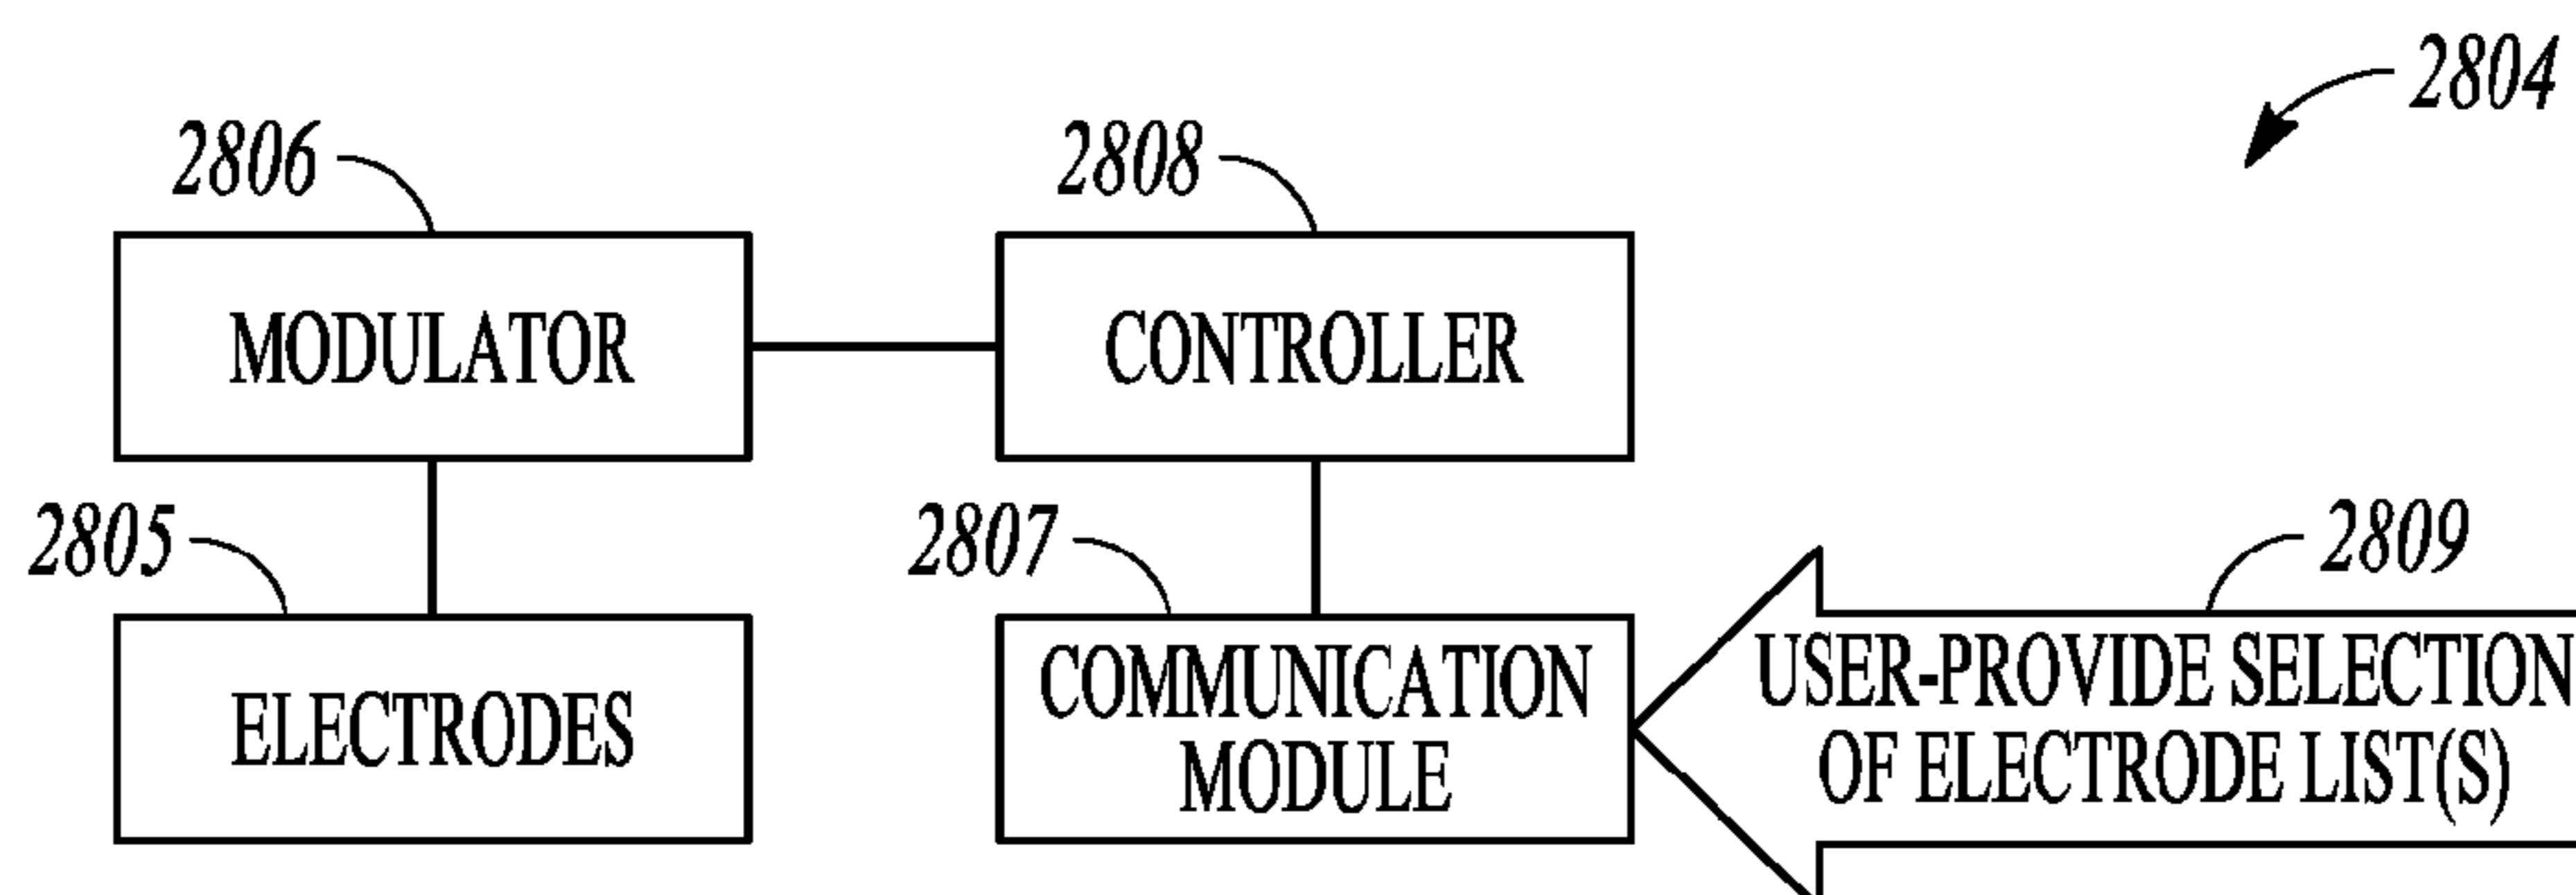 2804
2806
2808
MODULATOR
CONTROLLER
2805
2807
2809
ELECTRODES
COMMUNICATION
MODULE
USER-PROVIDE SELECTION
OF ELECTRODE LIST(S)